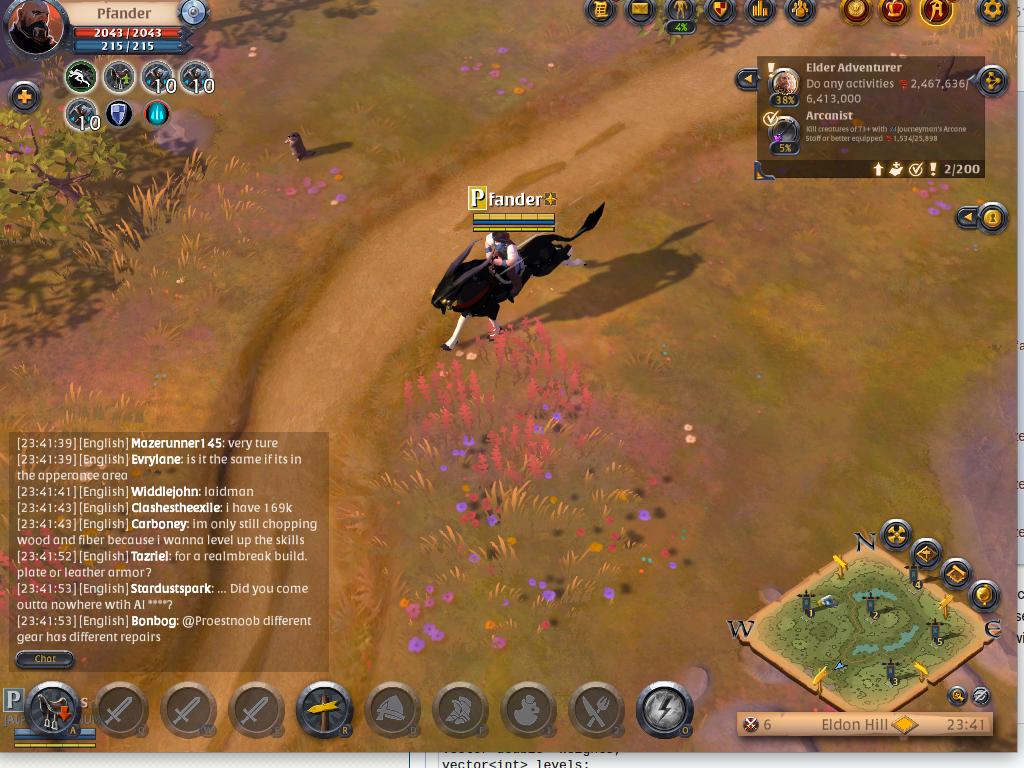 Pfander
2043/2043
215/215
10
10
10
4%
Elder Adventurer
Do any activities 2,467,636/
6,413,000
38%
Arcanist
Kill creatures of T3+ with Journeyman's Arcane
Staff or better equipped 1,534/25,898
5%
2/200
Pfander
[23:41:39][English] Mazerunner145: very ture
[23:41:39][English] Evrylane: is it the same if its in
the apperance area
[23:41:41][English] Widdlejohn: laidman
[23:41:43][English] Clashestheexile: i have 169k
[23:41:43][English] Carboney: im only still chopping
wood and fiber because i wanna level up the skills
[23:41:52][English] Tazriel: for a realmbreak build.
plate or leather armor?
[23:41:53][English] Stardustspark: ... Did you come
outta nowhere wtih AI ****?
[23:41:53][English] Bonbog: @Proestnoob different
gear has different repairs
Chat
N
W
E
1
2
3
4
5
P
A
Q
W
E
R
D
F
1
2
O
6
Eldon Hill
23:41
vector<int> levels;